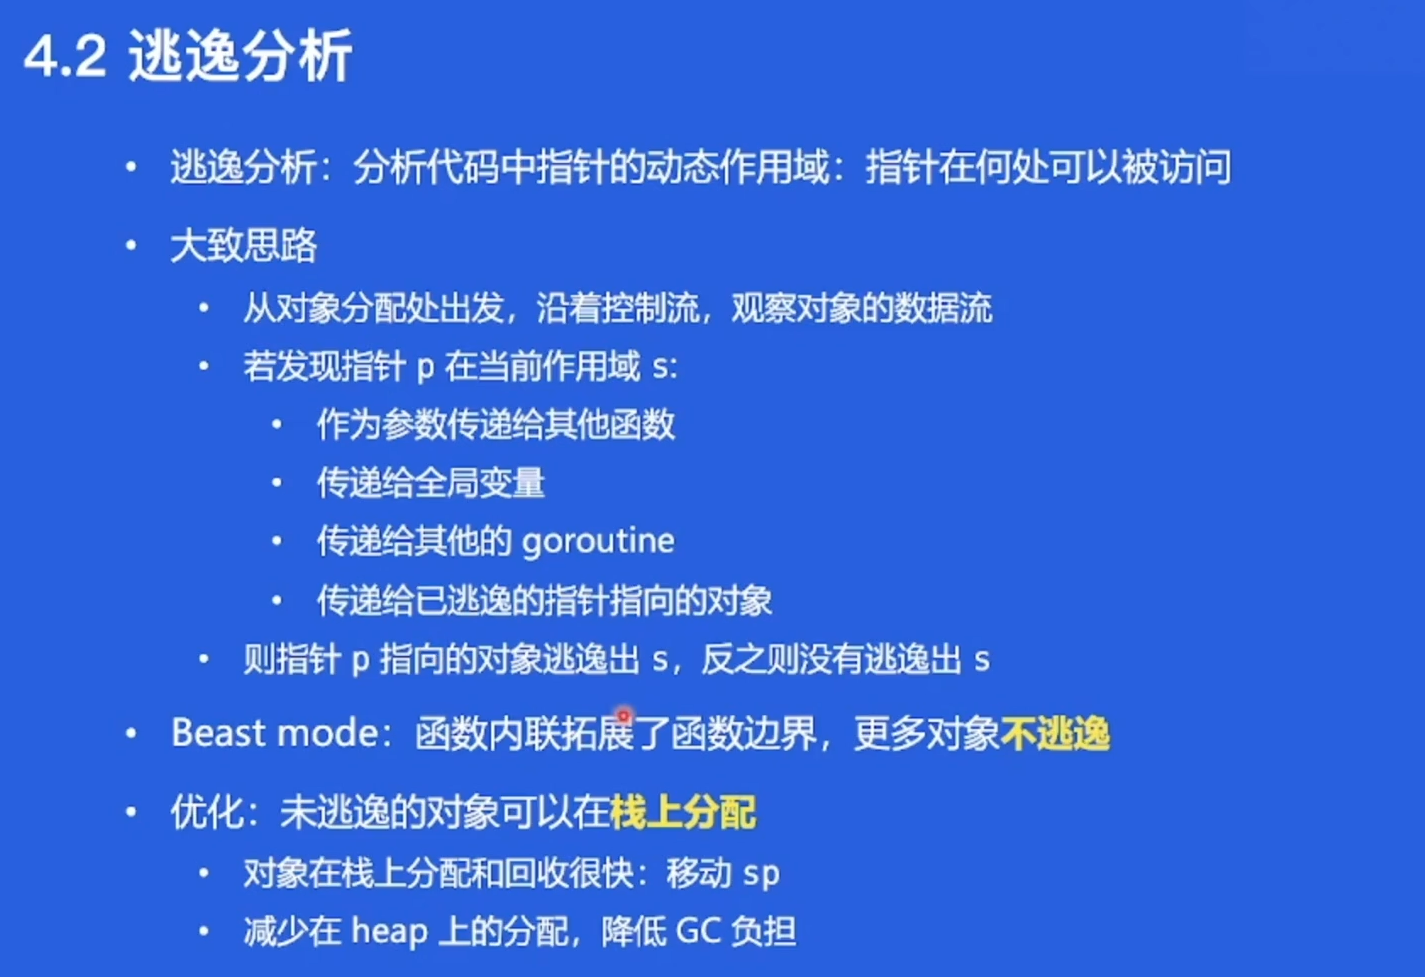 4.2 逃逸分析
逃逸分析：分析代码中指针的动态作用域：指针在何处可以被访问
大致思路
从对象分配处出发，沿着控制流，观察对象的数据流
若发现指针 p 在当前作用域 s:
作为参数传递给其他函数
传递给全局变量
传递给其他的 goroutine
传递给已逃逸的指针指向的对象
则指针 p 指向的对象逃逸出 s，反之则没有逃逸出 s
Beast mode：函数内联拓展了函数边界，更多对象不逃逸
优化：未逃逸的对象可以在栈上分配
对象在栈上分配和回收很快：移动 sp
减少在 heap 上的分配，降低 GC 负担